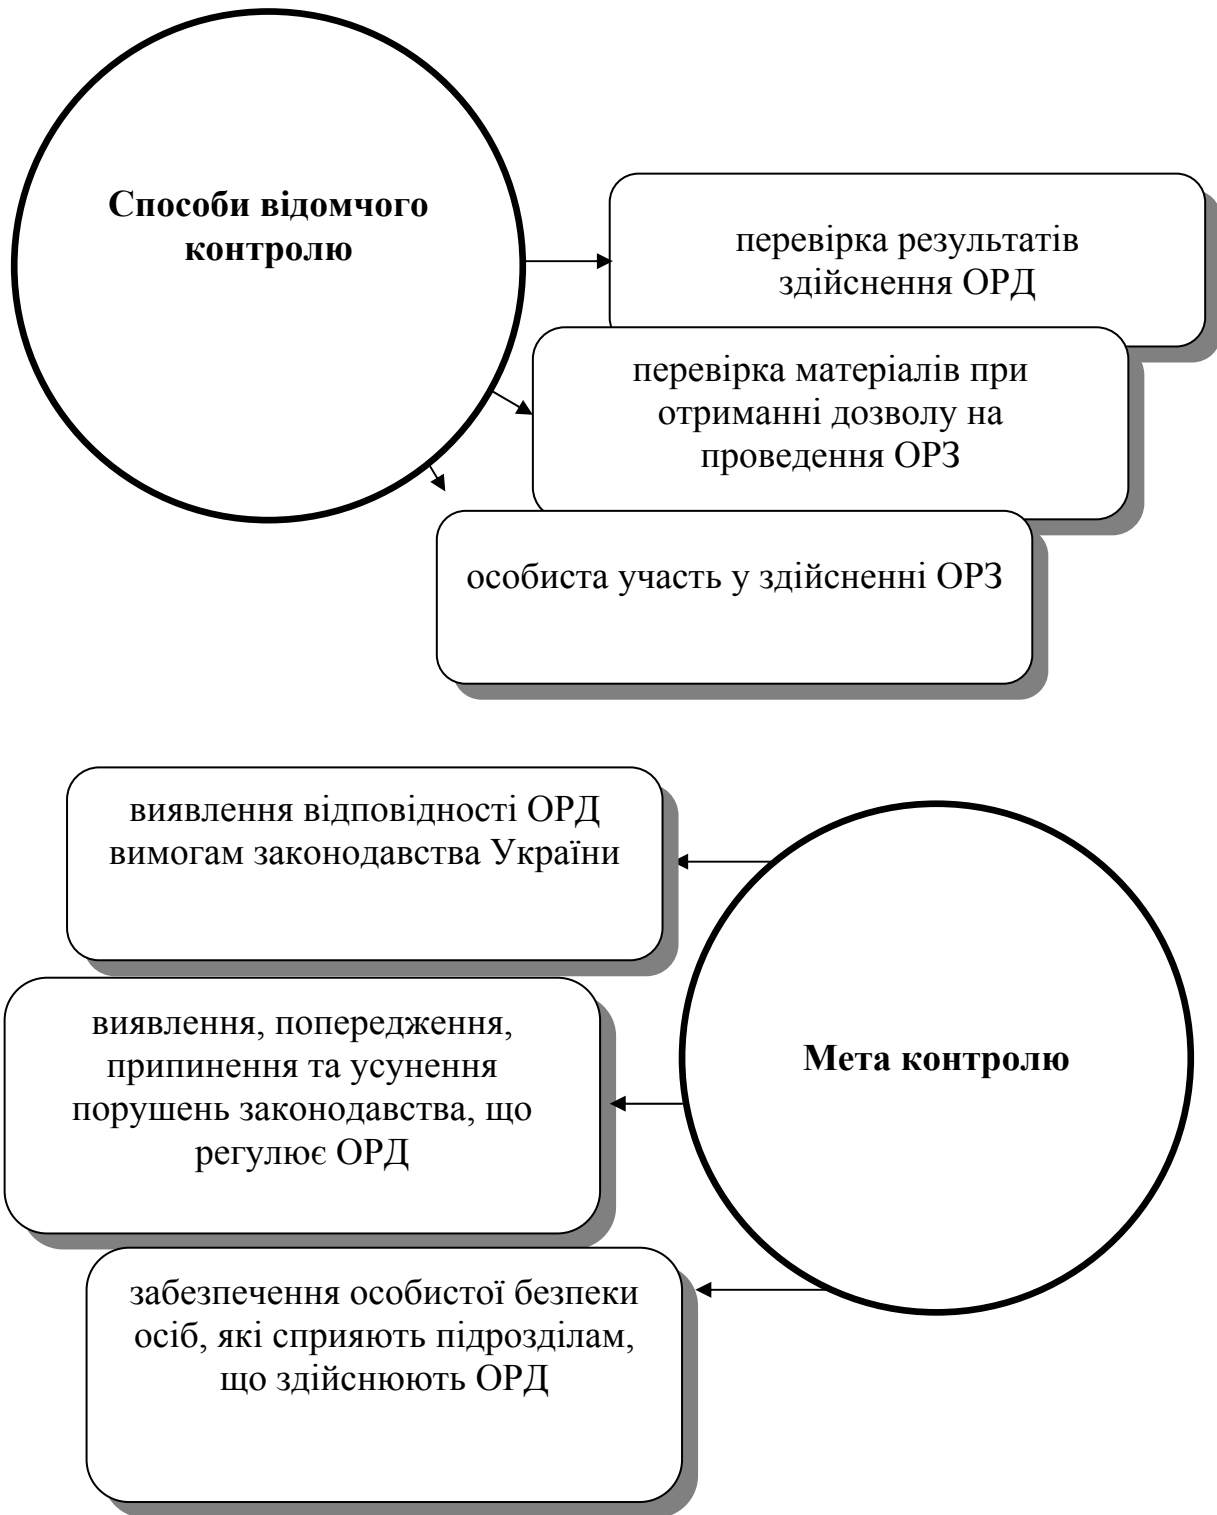 Способи відомчого
контролю
перевірка результатів
здійснення ОРД
перевірка матеріалів при
отриманні дозволу на
проведення ОРЗ
особиста участь у здійсненні ОРЗ
виявлення відповідності ОРД
вимогам законодавства України
виявлення, попередження,
припинення та усунення
порушень законодавства, що
регулює ОРД
Мета контролю
забезпечення особистої безпеки
осіб, які сприяють підрозділам,
що здійснюють ОРД